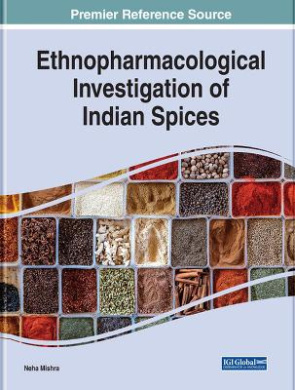 Premier Reference Source
Ethnopharmacological
Investigation of
Indian Spices
Neha Mishra
IGI Global